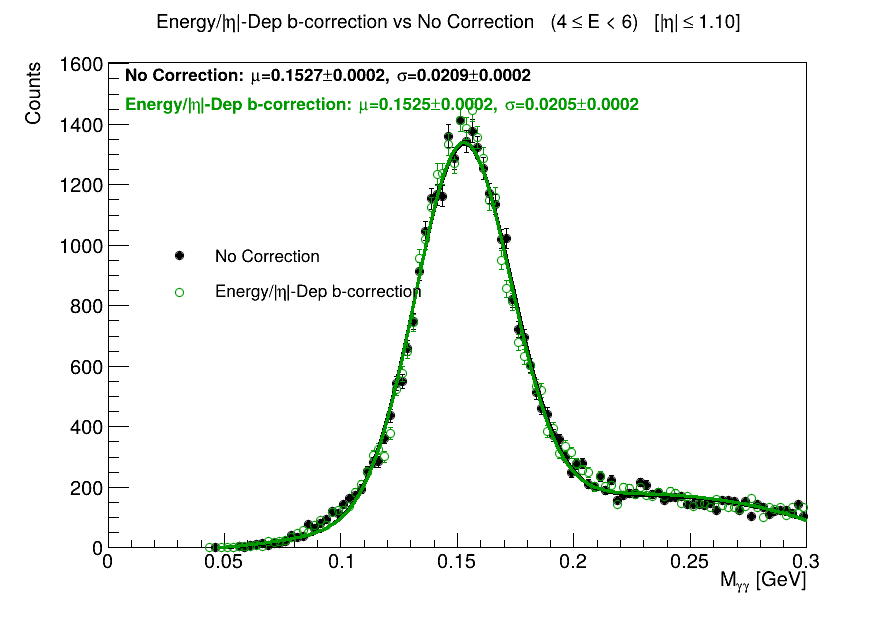 Energy/|η|-Dep b-correction vs No Correction (4 ≤ E < 6) [|η| ≤ 1.10]
No Correction: μ=0.1527±0.0002, σ=0.0209±0.0002
Energy/|η|-Dep b-correction: μ=0.1525±0.0002, σ=0.0205±0.0002
Counts
1600
1400
1200
1000
800
600
400
200
0
No Correction
Energy/|η|-Dep b-correction
0 0.05 0.1 0.15 0.2 0.25 0.3
Mγγ [GeV]